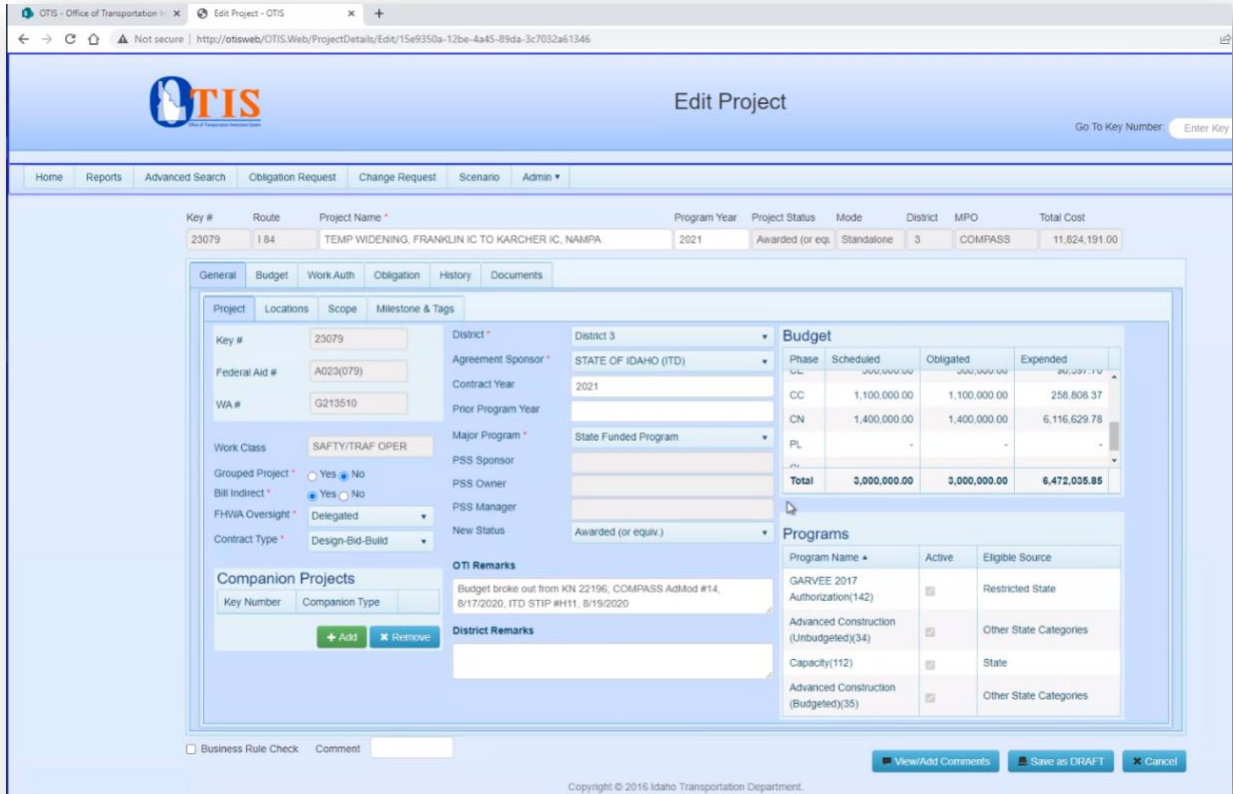 OTIS - Office of Transportation In
Edit Project - OTIS
Not secure | http://otisweb/OTIS.Web/ProjectDetails/Edit/15e9350a-12be-4a45-89da-3c7032a61346
OTIS
Office of Transportation Investment System
Edit Project
Go To Key Number: Enter Key
Home Reports Advanced Search Obligation Request Change Request Scenario Admin
Key # Route Project Name * Program Year Project Status Mode District MPO Total Cost
23079 I 84 TEMP WIDENING, FRANKLIN IC TO KARCHER IC, NAMPA 2021 Awarded (or equ. Standalone 3 COMPASS 11,824,191.00
General Budget Work Auth Obligation History Documents
Project Locations Scope Milestone & Tags
Key # 23079
Federal Aid # A023(079)
WA # G213510
Work Class SAFTY/TRAF OPER
Grouped Project * Yes No
Bill Indirect * Yes No
FHWA Oversight * Delegated
Contract Type * Design-Bid-Build
Companion Projects
Key Number Companion Type
+ Add
Remove
District * District 3
Agreement Sponsor * STATE OF IDAHO (ITD)
Contract Year 2021
Prior Program Year
Major Program * State Funded Program
PSS Sponsor
PSS Owner
PSS Manager
New Status Awarded (or equiv.)
OTI Remarks
Budget broke out from KN 22196; COMPASS AdMod #14,
8/17/2020, ITD STIP #H11, 8/19/2020
District Remarks
Budget
Phase Scheduled Obligated Expended
CC 1,100,000.00 1,100,000.00 258,808.37
CN 1,400,000.00 1,400,000.00 6,116,629.78
PL - - -
Total 3,000,000.00 3,000,000.00 6,472,035.85
Programs
Program Name Active Eligible Source
GARVEE 2017
Authorization(142) Restricted State
Advanced Construction
(Unbudgeted)(34) Other State Categories
Capacity(112) State
Advanced Construction
(Budgeted)(35) Other State Categories
Business Rule Check Comment
View/Add Comments Save as DRAFT Cancel
Copyright © 2016 Idaho Transportation Department.